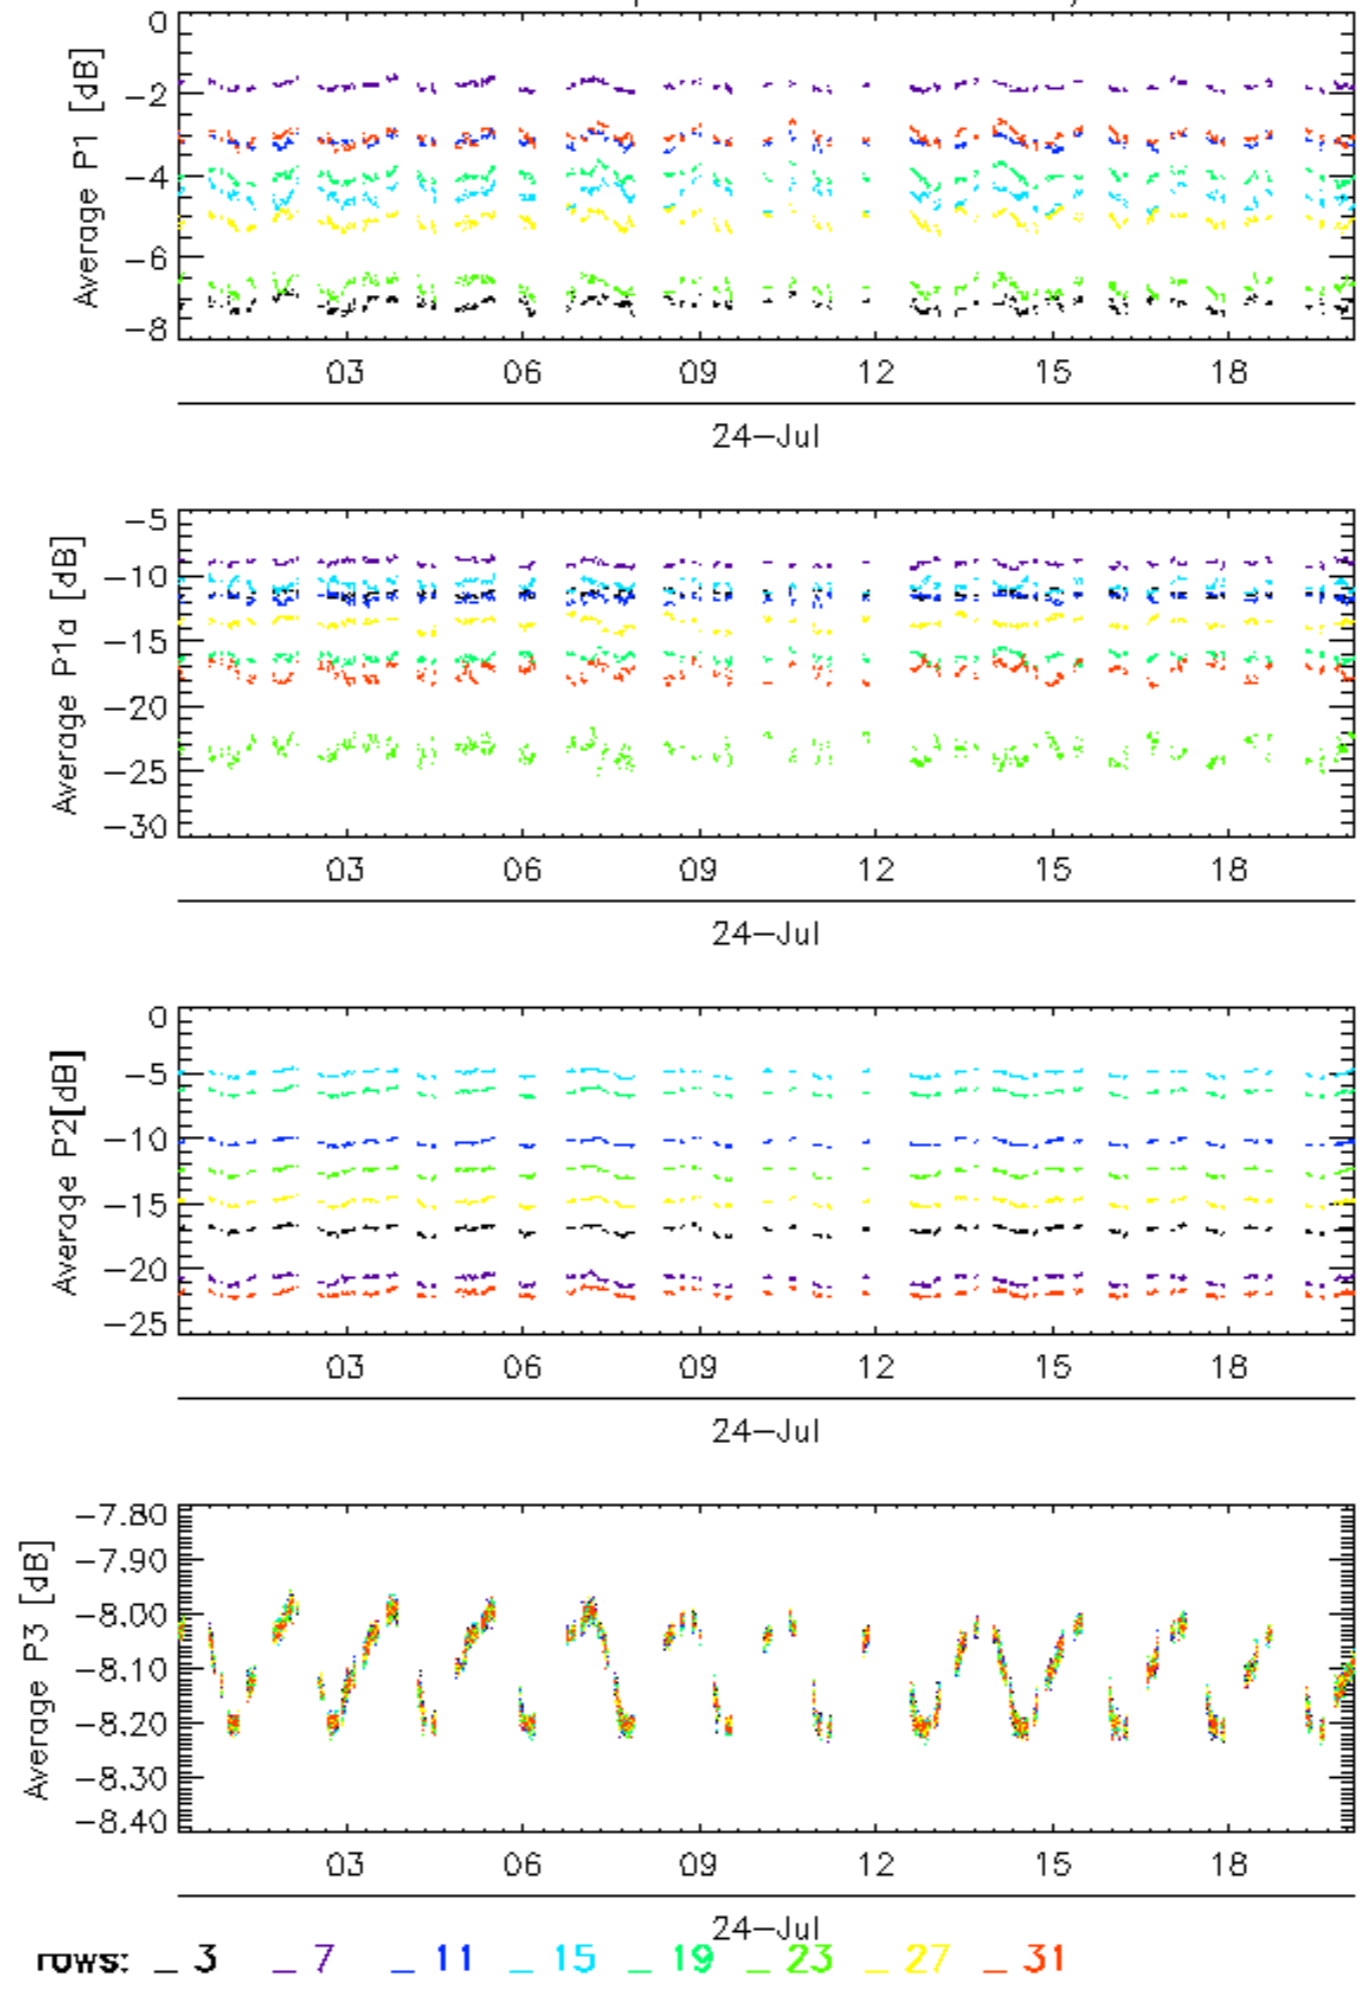 0
−2
−4
−6
−8
Average P1 [dB]
03 06 09 12 15 18
24−Jul
−5
−10
−15
−20
−25
−30
Average P1a [dB]
03 06 09 12 15 18
24−Jul
0
−5
−10
−15
−20
−25
Average P2[dB]
03 06 09 12 15 18
24−Jul
−7.80
−7.90
−8.00
−8.10
−8.20
−8.30
−8.40
Average P3 [dB]
03 06 09 12 15 18
24−Jul
rows: _ 3 _ 7 _ 11 _ 15 _ 19 _ 23 _ 27 _ 31